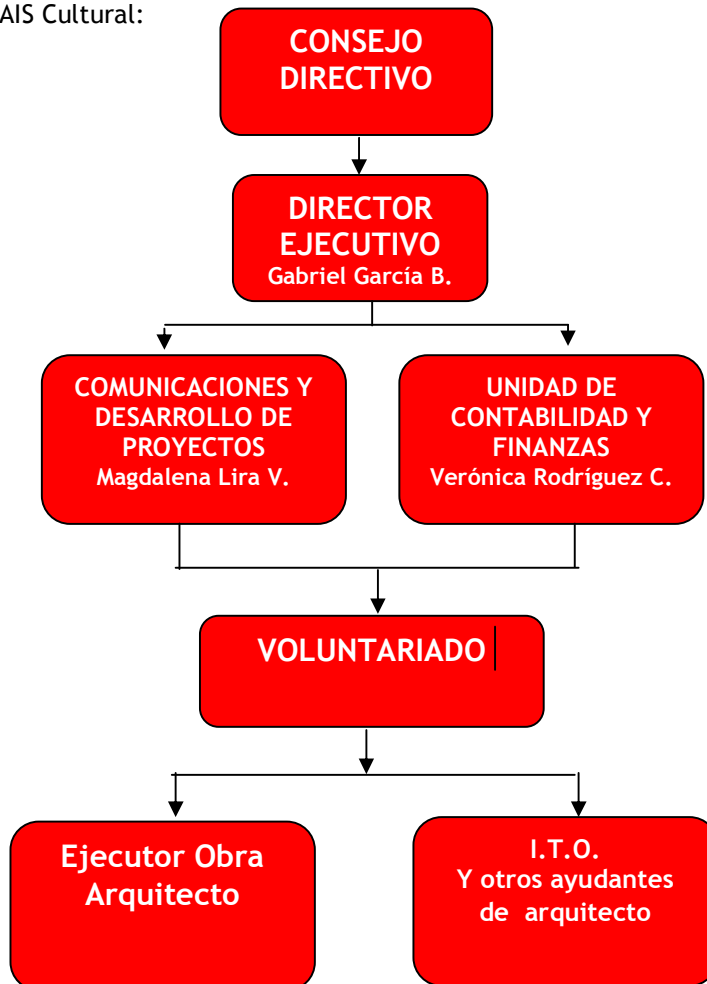 AIS Cultural:
CONSEJO
DIRECTIVO
DIRECTOR
EJECUTIVO
Gabriel García B.
COMUNICACIONES Y
DESARROLLO DE
PROYECTOS
Magdalena Lira V.
UNIDAD DE
CONTABILIDAD Y
FINANZAS
Verónica Rodríguez C.
VOLUNTARIADO
Ejecutor Obra
Arquitecto
I.T.O.
Y otros ayudantes
de arquitecto